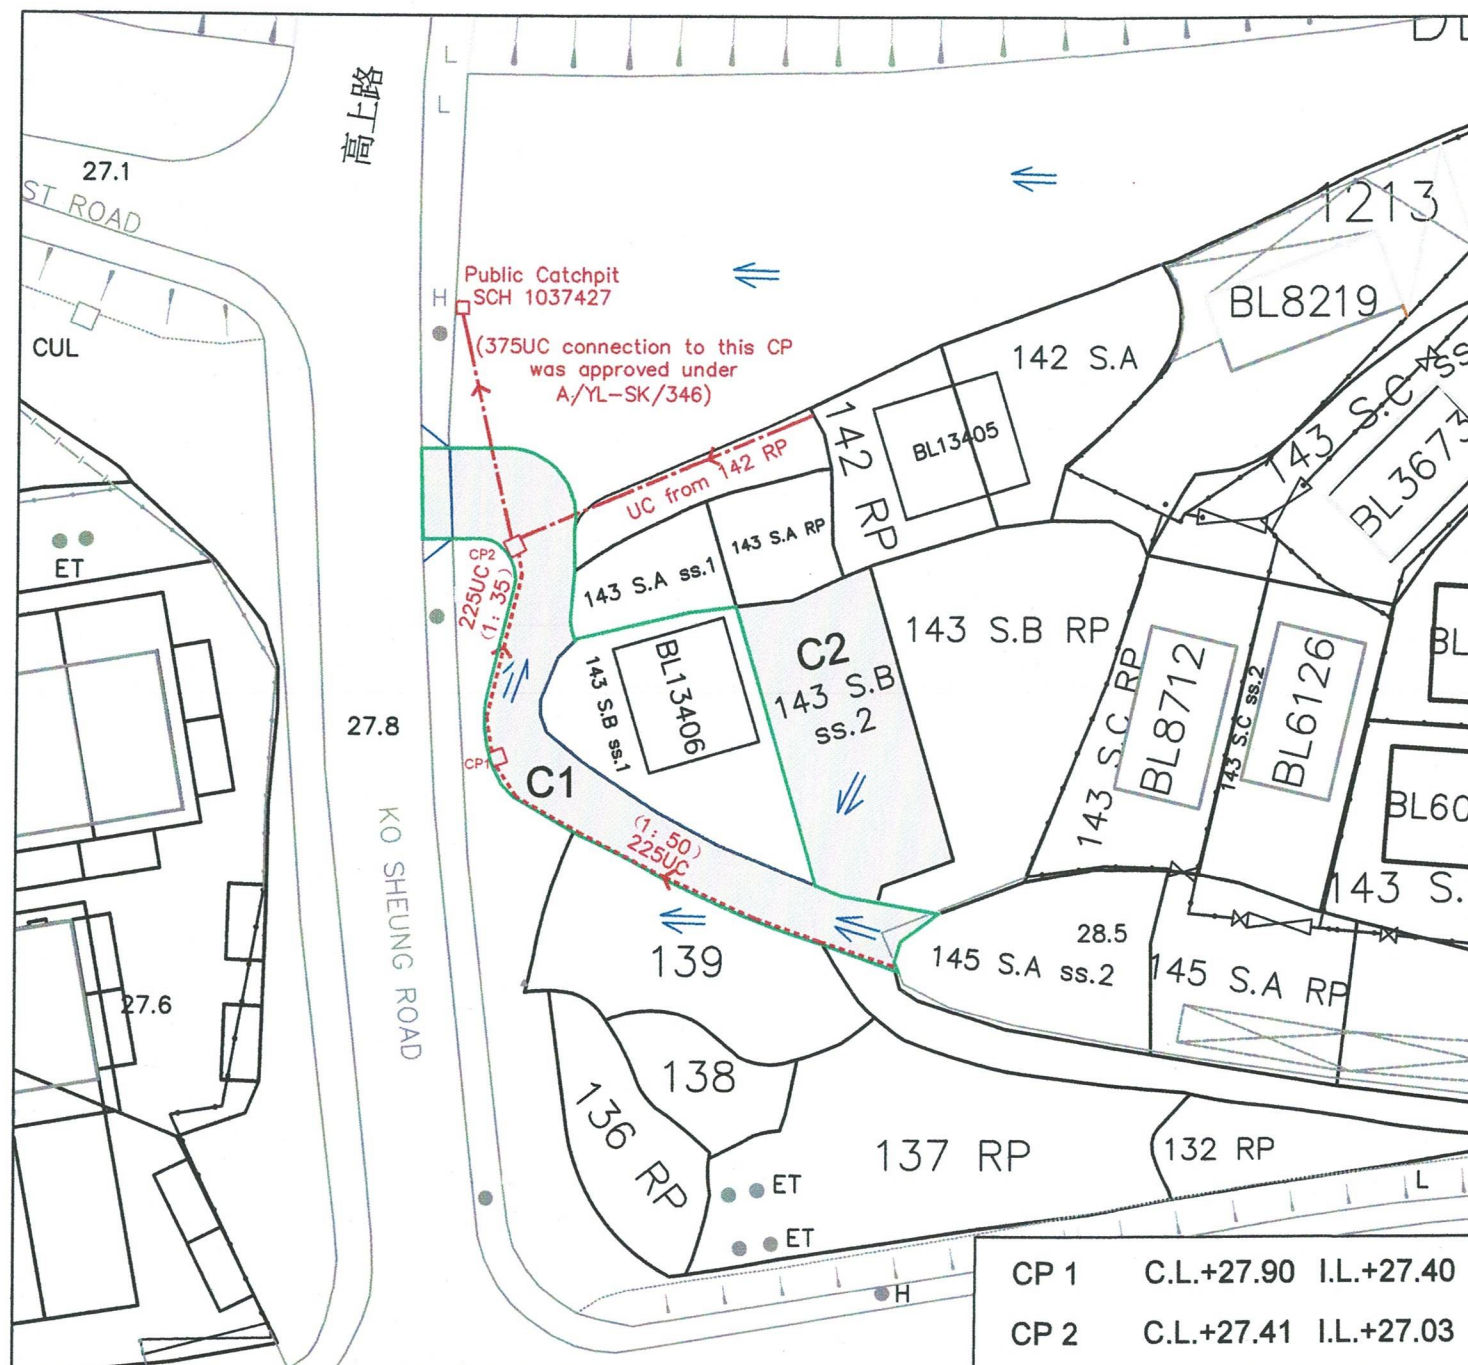 L
高上路
L
27.1
ST ROAD
1213
Public Catchpit
SCH 1037427
H
BL8219
CUL
(375UC connection to this CP
was approved under
A/YL-SK/346)
142 S.A
142 RP
BL13405
143 S.C ss
BL3673
UC from 142 RP
ET
CP2
143 S.A RP
143 S.A ss.1
225UC
(1: 35)
143 S.B RP
C2
143 S.B
ss.2
BL13406
143 S.B ss.1
143 S.C RP
BL8712
143 S.C ss.2
BL6126
BL
27.8
CP1
C1
BL60
KO SHEUNG ROAD
(1: 50)
225UC
143 S.
139
28.5
145 S.A ss.2
145 S.A RP
27.6
138
136 RP
137 RP
132 RP
ET
L
ET
H
CP 1 C.L.+27.90 I.L.+27.40
CP 2 C.L.+27.41 I.L.+27.03